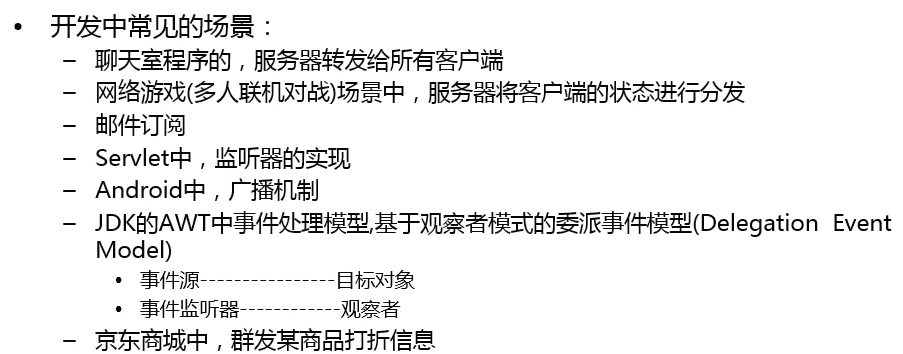 • 开发中常见的场景：
– 聊天室程序的，服务器转发给所有客户端
– 网络游戏(多人联机对战)场景中，服务器将客户端的状态进行分发
– 邮件订阅
– Servlet中，监听器的实现
– Android中，广播机制
– JDK的AWT中事件处理模型,基于观察者模式的委派事件模型(Delegation Event
Model)
• 事件源----------------目标对象
• 事件监听器------------观察者
– 京东商城中，群发某商品打折信息